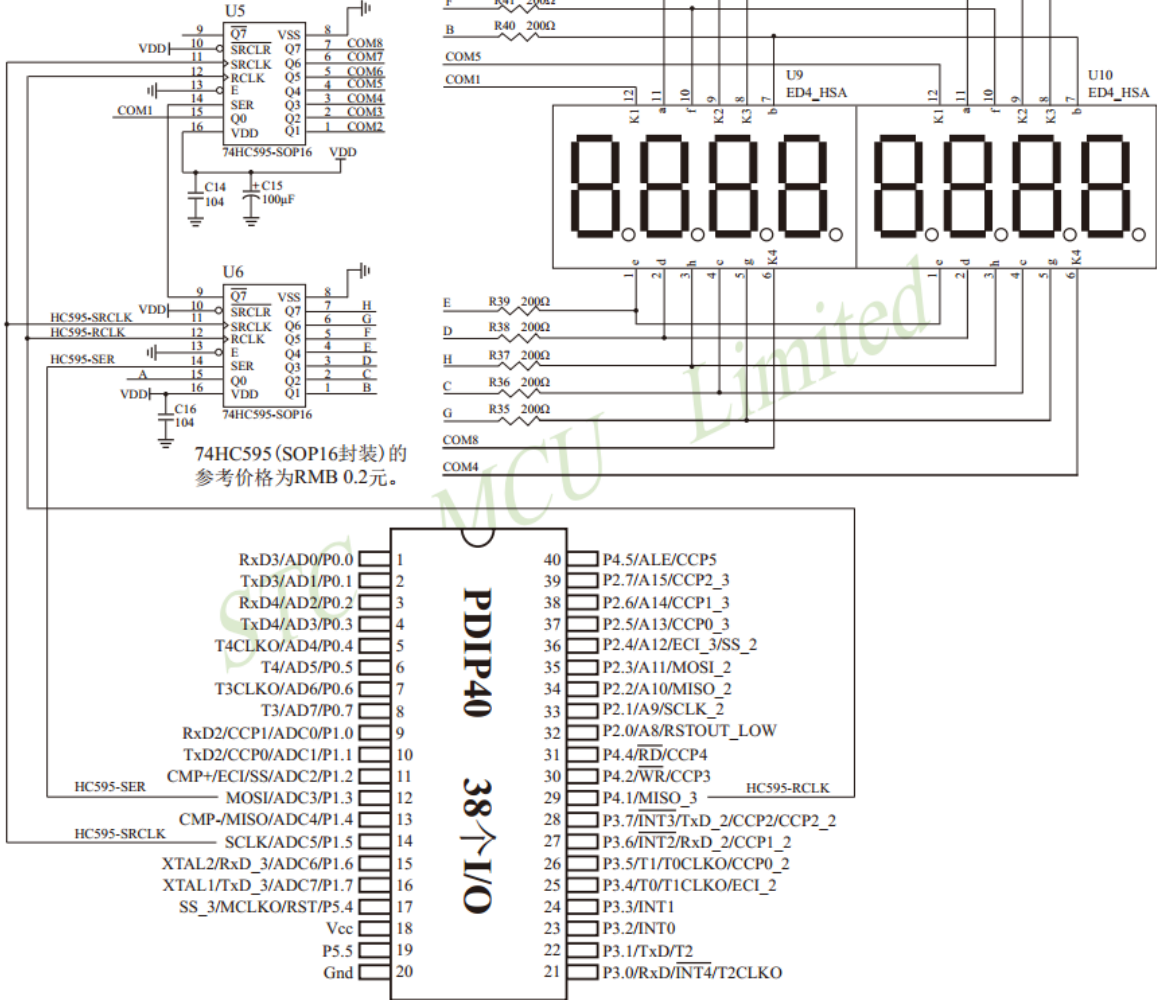 U5
9 Q7 VSS 8
VDD 10 SRCLR Q7 7 COM8
11 SRCLK Q6 6 COM7
12 RCLK Q5 5 COM6
13 E Q4 4 COM5
14 SER Q3 3 COM4
COM1 15 Q0 Q2 2 COM3
16 VDD Q1 1 COM2
74HC595-SOP16
VDD
C14
104
+ C15
100μF
F R41 200Ω
B R40 200Ω
COM5
COM1
U9
ED4_HSA
U10
ED4_HSA
12 11 10 9 8 7
K1 a f K2 K3 b
12 11 10 9 8 7
K1 a f K2 K3 b
e d h c g K4
1 2 3 4 5 6
e d h c g K4
1 2 3 4 5 6
E R39 200Ω
D R38 200Ω
H R37 200Ω
C R36 200Ω
G R35 200Ω
COM8
COM4
U6
9 Q7 VSS 8
VDD 10 SRCLR Q7 7 H
HC595-SRCLK 11 SRCLK Q6 6 G
HC595-RCLK 12 RCLK Q5 5 F
13 E Q4 4 E
HC595-SER 14 SER Q3 3 D
A 15 Q0 Q2 2 C
VDD 16 VDD Q1 1 B
74HC595-SOP16
C16
104
74HC595(SOP16封装)的
参考价格为RMB 0.2元。
STC MCU Limited
PDIP40 38个I/O
RxD3/AD0/P0.0 1 40 P4.5/ALE/CCP5
TxD3/AD1/P0.1 2 39 P2.7/A15/CCP2_3
RxD4/AD2/P0.2 3 38 P2.6/A14/CCP1_3
TxD4/AD3/P0.3 4 37 P2.5/A13/CCP0_3
T4CLKO/AD4/P0.4 5 36 P2.4/A12/ECI_3/SS_2
T4/AD5/P0.5 6 35 P2.3/A11/MOSI_2
T3CLKO/AD6/P0.6 7 34 P2.2/A10/MISO_2
T3/AD7/P0.7 8 33 P2.1/A9/SCLK_2
RxD2/CCP1/ADC0/P1.0 9 32 P2.0/A8/RSTOUT_LOW
TxD2/CCP0/ADC1/P1.1 10 31 P4.4/RD/CCP4
CMP+/ECI/SS/ADC2/P1.2 11 30 P4.2/WR/CCP3
HC595-SER MOSI/ADC3/P1.3 12 29 P4.1/MISO_3 HC595-RCLK
CMP-/MISO/ADC4/P1.4 13 28 P3.7/INT3/TxD_2/CCP2/CCP2_2
HC595-SRCLK SCLK/ADC5/P1.5 14 27 P3.6/INT2/RxD_2/CCP1_2
XTAL2/RxD_3/ADC6/P1.6 15 26 P3.5/T1/T0CLKO/CCP0_2
XTAL1/TxD_3/ADC7/P1.7 16 25 P3.4/T0/T1CLKO/ECI_2
SS_3/MCLKO/RST/P5.4 17 24 P3.3/INT1
Vcc 18 23 P3.2/INT0
P5.5 19 22 P3.1/TxD/T2
Gnd 20 21 P3.0/RxD/INT4/T2CLKO